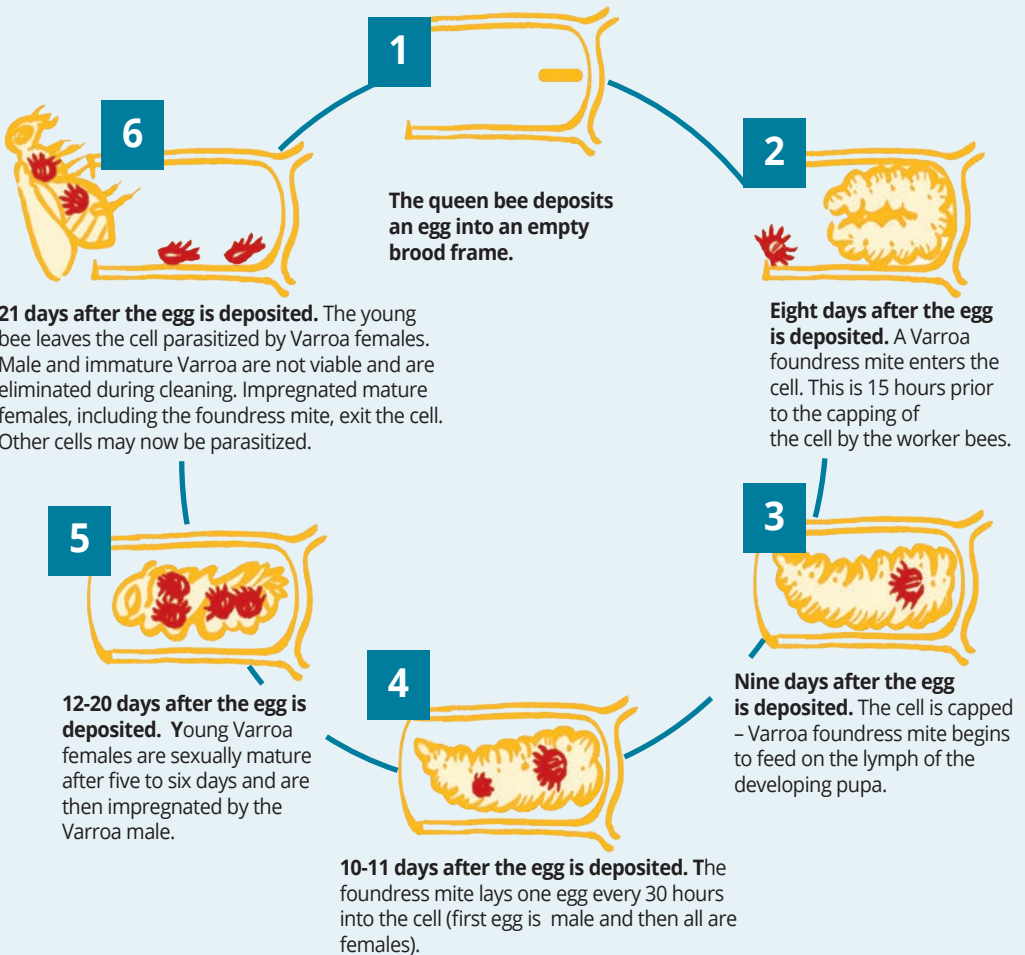 1
The queen bee deposits
an egg into an empty
brood frame.
2
Eight days after the egg
is deposited. A Varroa
foundress mite enters the
cell. This is 15 hours prior
to the capping of
the cell by the worker bees.
3
Nine days after the egg
is deposited. The cell is capped
– Varroa foundress mite begins
to feed on the lymph of the
developing pupa.
4
10-11 days after the egg is deposited. The
foundress mite lays one egg every 30 hours
into the cell (first egg is male and then all are
females).
5
12-20 days after the egg is
deposited. Young Varroa
females are sexually mature
after five to six days and are
then impregnated by the
Varroa male.
6
21 days after the egg is deposited. The young
bee leaves the cell parasitized by Varroa females.
Male and immature Varroa are not viable and are
eliminated during cleaning. Impregnated mature
females, including the foundress mite, exit the cell.
Other cells may now be parasitized.